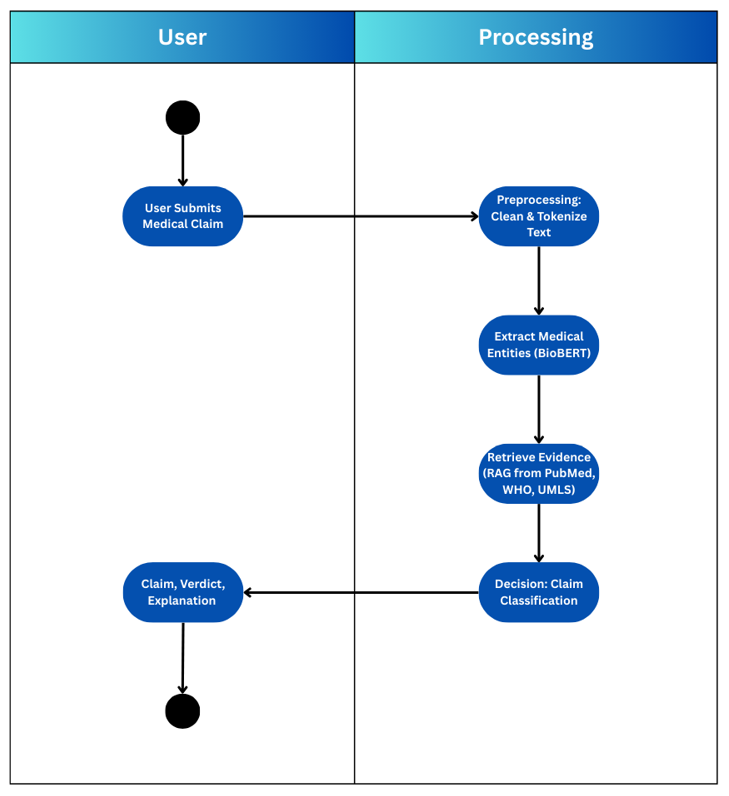 User
Processing
User Submits
Medical Claim
Preprocessing:
Clean & Tokenize
Text
Extract Medical
Entities (BioBERT)
Retrieve Evidence
(RAG from PubMed,
WHO, UMLS)
Decision: Claim
Classification
Claim, Verdict,
Explanation